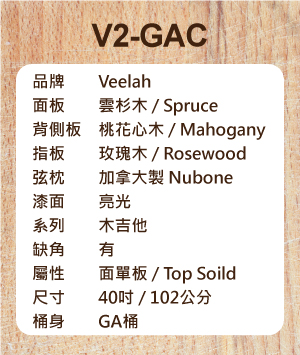 V2-GAC
品牌 Veelah
面板 雲杉木 / Spruce
背側板 桃花心木 / Mahogany
指板 玫瑰木 / Rosewood
弦枕 加拿大製 Nubone
漆面 亮光
系列 木吉他
缺角 有
屬性 面單板 / Top Soild
尺寸 40吋 / 102公分
桶身 GA桶